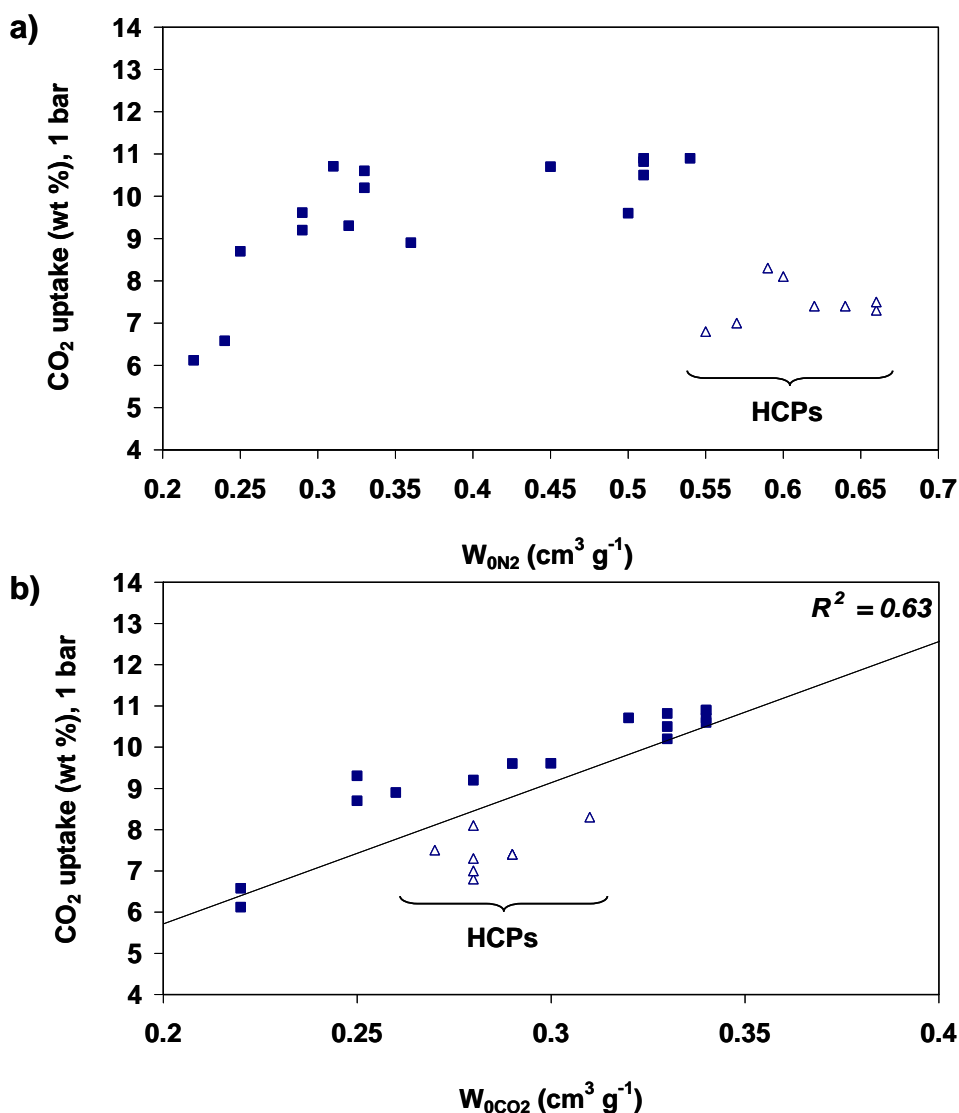 a)
CO₂ uptake (wt %), 1 bar
14
13
12
11
10
9
8
7
6
5
4
HCPs
0.2 0.25 0.3 0.35 0.4 0.45 0.5 0.55 0.6 0.65 0.7
W₀N₂ (cm³ g⁻¹)
b)
CO₂ uptake (wt %), 1 bar
14
13
12
11
10
9
8
7
6
5
4
R² = 0.63
HCPs
0.2 0.25 0.3 0.35 0.4
W₀CO₂ (cm³ g⁻¹)